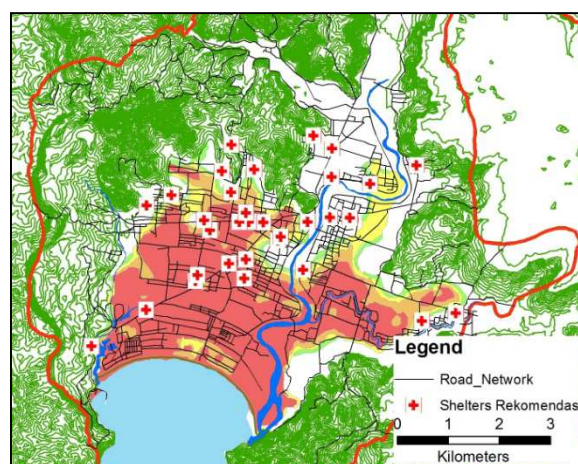 Legend
Road_Network
Shelters Rekomendas
0 1 2 3
Kilometers